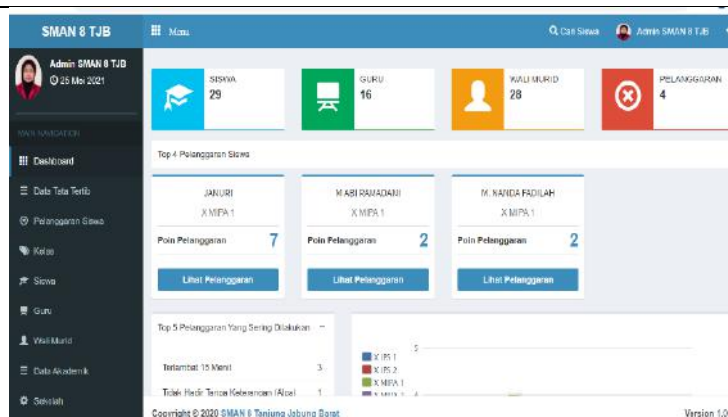 SMAN 8 TJB
Menu
Cari Siswa
Admin SMAN 8 TJB
Admin SMAN 8 TJB
25 Mei 2021
MAIN NAVIGATION
Dashboard
Data Tata Tertib
Pelanggaran Siswa
Kelas
Siswa
Guru
Wali Murid
Data Akademik
Sekolah
SISWA
29
GURU
16
WALI MURID
28
PELANGGARAN
4
Top 4 Pelanggaran Siswa
JANURI
X MIPA 1
Poin Pelanggaran 7
Lihat Pelanggaran
M ABI RAMADANI
X MIPA 1
Poin Pelanggaran 2
Lihat Pelanggaran
M. NANDA FADILAH
X MIPA 1
Poin Pelanggaran 2
Lihat Pelanggaran
Top 5 Pelanggaran Yang Sering Dilakukan
Terlambat 15 Menit 3
Tidak Hadir Tanpa Keterangan (Alpa) 1
5
X IPS 1
X IPS 2
X MIPA 1
4
Copyright © 2020 SMAN 8 Tanjung Jabung Barat
Version 1.